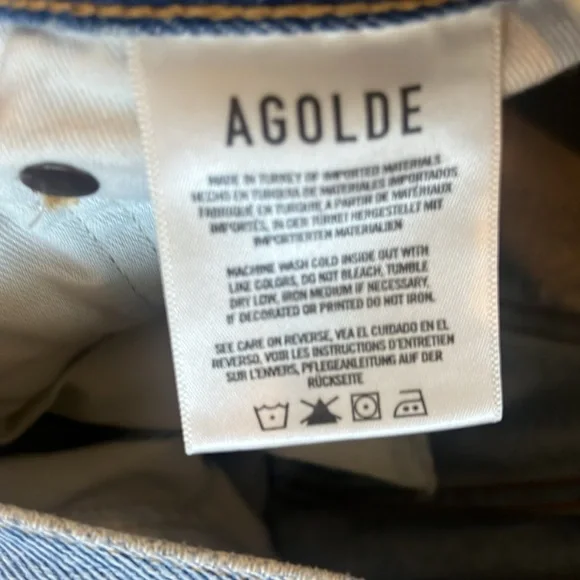 AGOLDE
MADE IN TURKEY OF IMPORTED MATERIALS
HECHO EN TURQUIA DE MATERIALES IMPORTADOS
FABRIQUÉ EN TURQUIE A PARTIR DE MATÉRIAUX
IMPORTÉS, IN DER TURKEI HERGESTELLT MIT
IMPORTIERTEN MATERIALIEN
MACHINE WASH COLD INSIDE OUT WITH
LIKE COLORS, DO NOT BLEACH, TUMBLE
DRY LOW, IRON MEDIUM IF NECESSARY,
IF DECORATED OR PRINTED DO NOT IRON.
SEE CARE ON REVERSE, VEA EL CUIDADO EN EL
REVERSO, VOIR LES INSTRUCTIONS D'ENTRETIEN
SUR L'ENVERS, PFLEGEANLEITUNG AUF DER
RÜCKSEITE